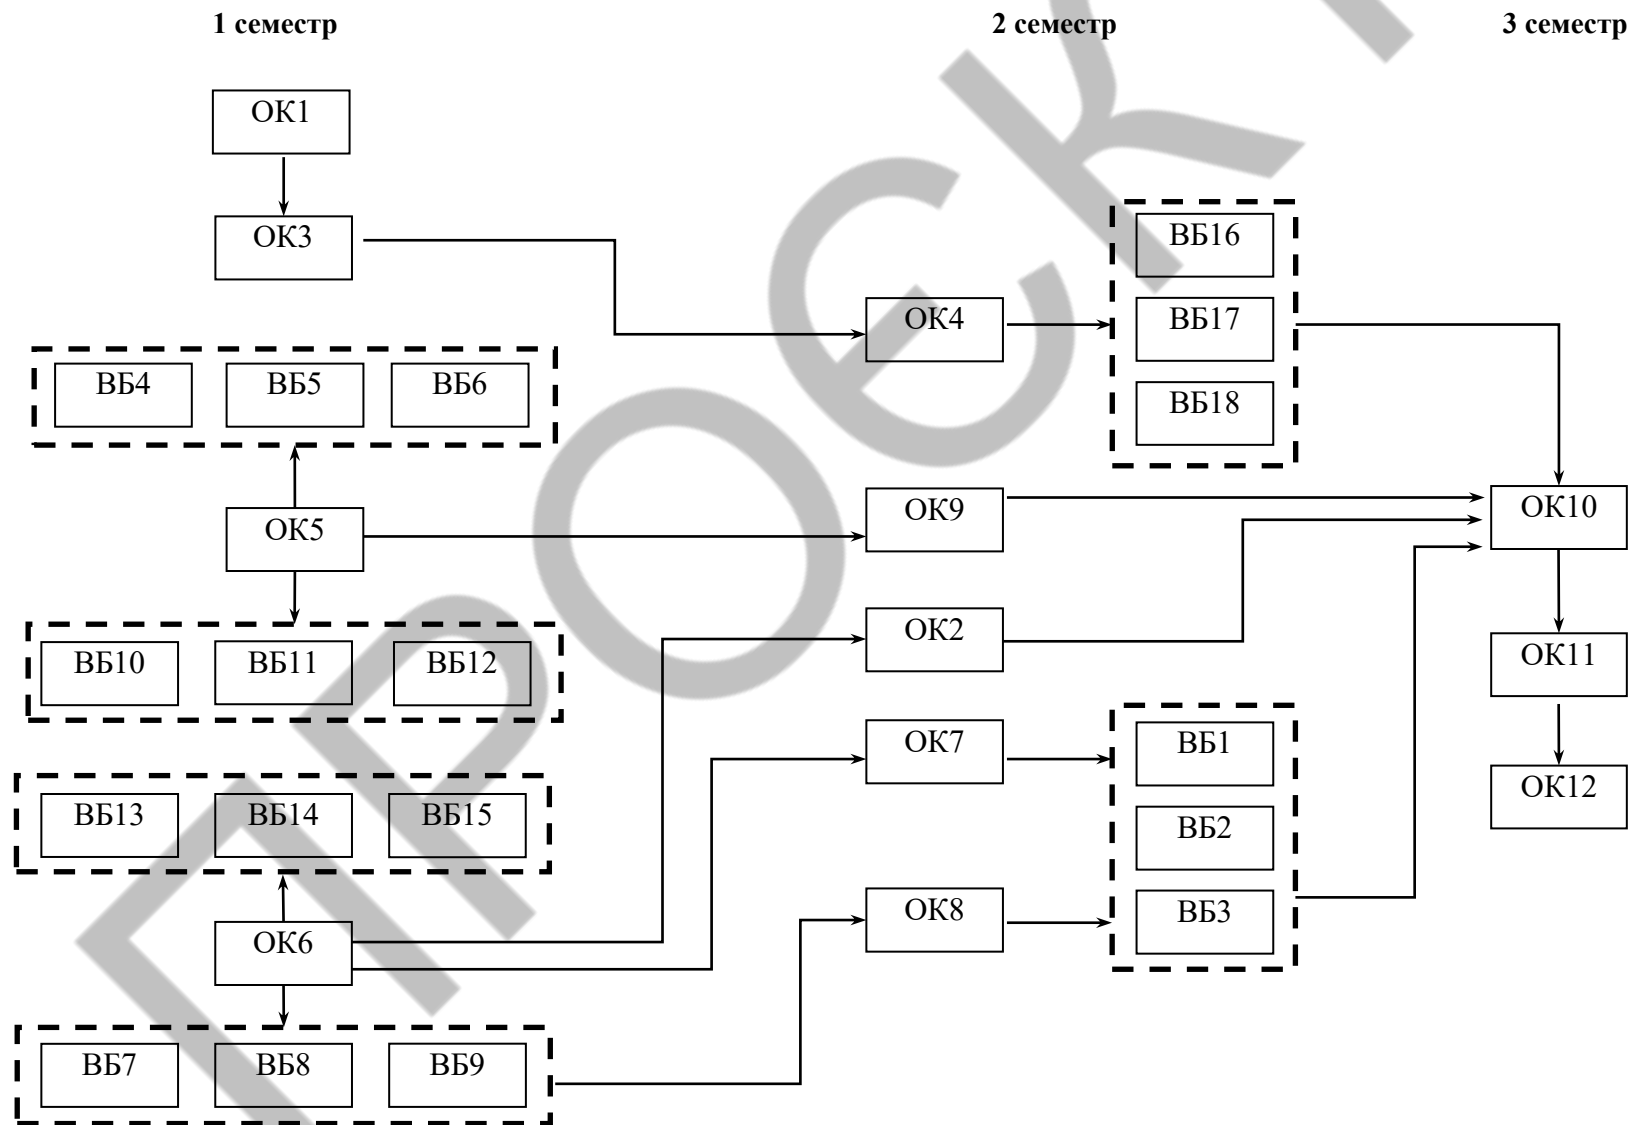 1 семестр 2 семестр 3 семестр
ОК1
ОК3
ВБ16
ОК4
ВБ17
ВБ4 ВБ5 ВБ6
ВБ18
ОК9
ОК10
ОК5
ОК2
ОК11
ВБ10 ВБ11 ВБ12
ОК7
ВБ1
ОК12
ВБ13 ВБ14 ВБ15
ВБ2
ОК8
ВБ3
ОК6
ВБ7 ВБ8 ВБ9
ПРОЄКТ